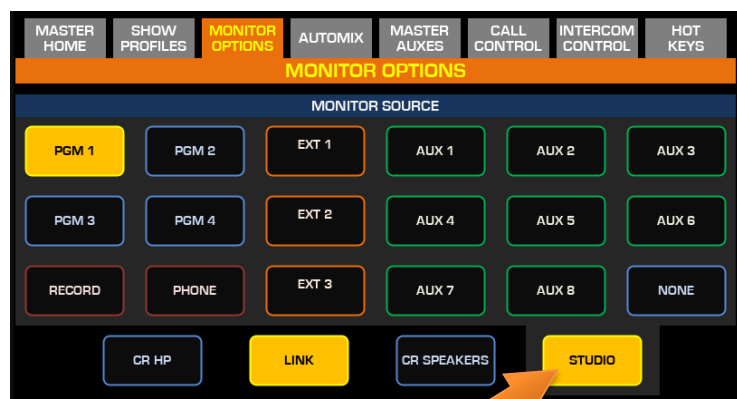 MASTER HOME SHOW PROFILES MONITOR OPTIONS AUTOMIX MASTER AUXES CALL CONTROL INTERCOM CONTROL HOT KEYS
MONITOR OPTIONS
MONITOR SOURCE
PGM 1 PGM 2 EXT 1 AUX 1 AUX 2 AUX 3
PGM 3 PGM 4 EXT 2 AUX 4 AUX 5 AUX 6
RECORD PHONE EXT 3 AUX 7 AUX 8 NONE
CR HP LINK CR SPEAKERS STUDIO